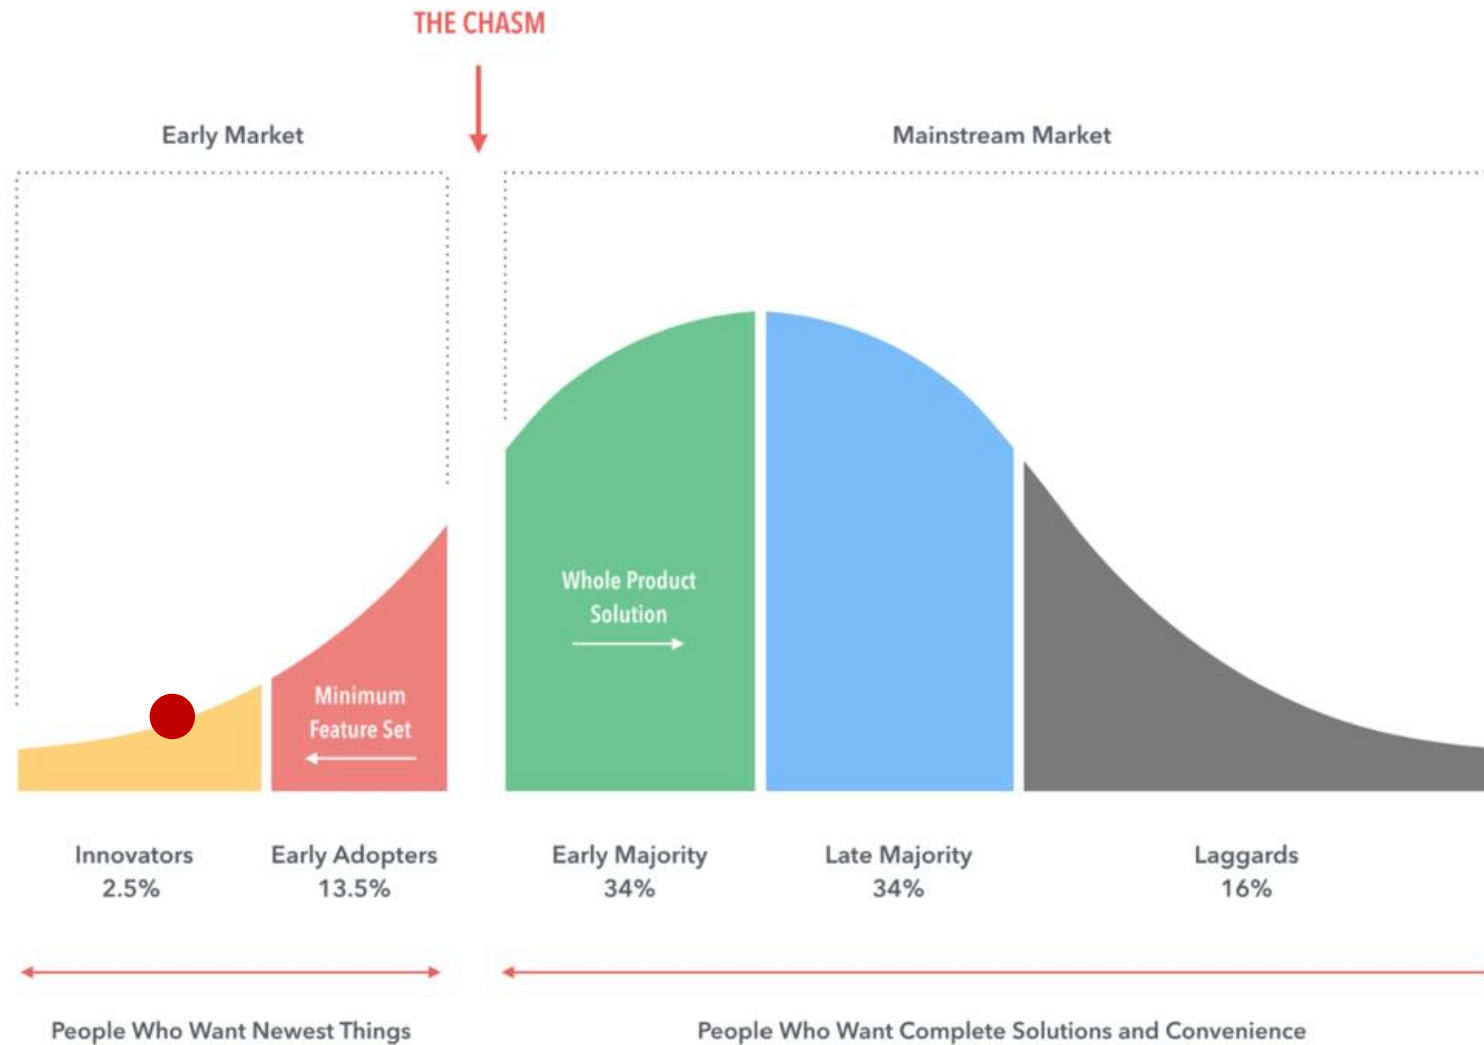 THE CHASM
Early Market
Mainstream Market
Whole Product
Solution
Minimum
Feature Set
Innovators
2.5%
Early Adopters
13.5%
Early Majority
34%
Late Majority
34%
Laggards
16%
People Who Want Newest Things
People Who Want Complete Solutions and Convenience